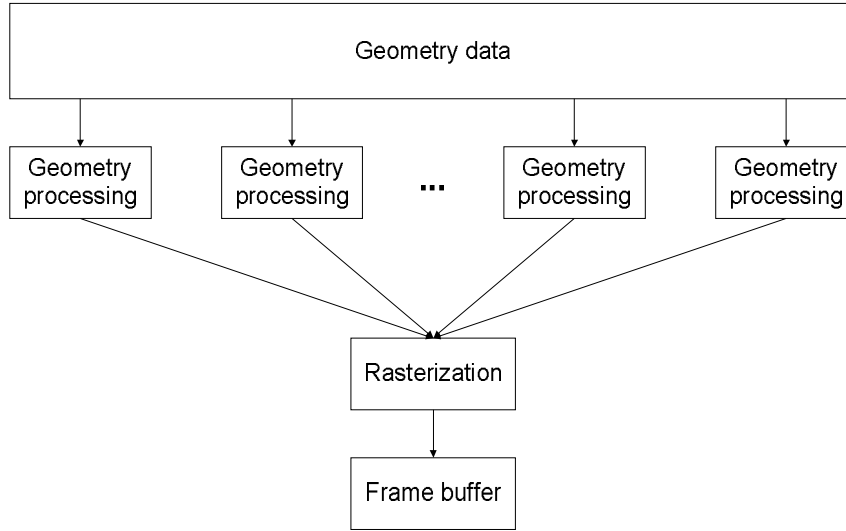 Geometry data
Geometry
processing
Geometry
processing
...
Geometry
processing
Geometry
processing
Rasterization
Frame buffer